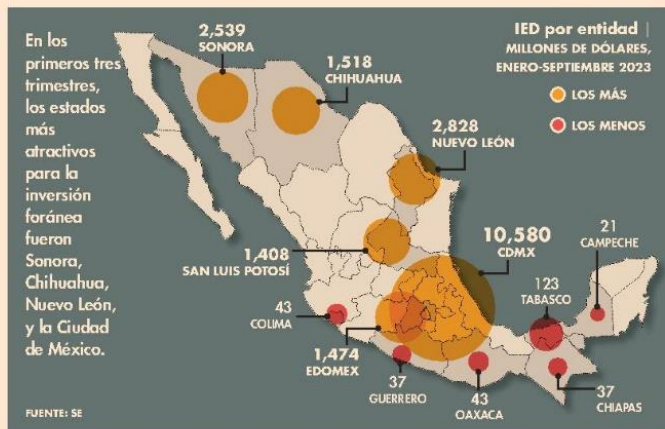 En los
primeros tres
trimestres,
los estados
más
atractivos
para la
inversión
foránea
fueron
Sonora,
Chihuahua,
Nuevo León,
y la Ciudad
de México.
FUENTE: SE
IED por entidad |
MILLONES DE DÓLARES,
ENERO-SEPTIEMBRE 2023
LOS MÁS
LOS MENOS
2,539
SONORA
1,518
CHIHUAHUA
2,828
NUEVO LEÓN
1,408
SAN LUIS POTOSÍ
10,580
CDMX
21
CAMPECHE
123
TABASCO
43
COLIMA
1,474
EDOMEX
37
GUERRERO
43
OAXACA
37
CHIAPAS